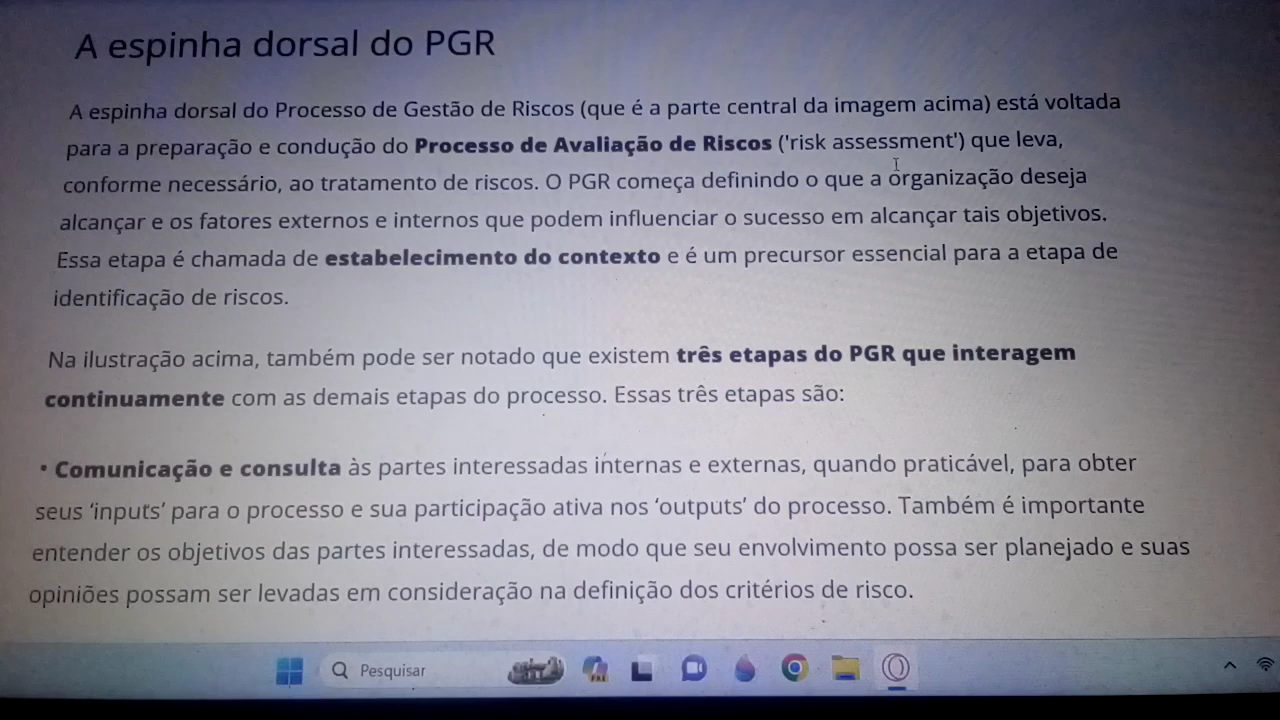 A espinha dorsal do PGR
A espinha dorsal do Processo de Gestão de Riscos (que é a parte central da imagem acima) está voltada
para a preparação e condução do Processo de Avaliação de Riscos ('risk assessment') que leva,
conforme necessário, ao tratamento de riscos. O PGR começa definindo o que a organização deseja
alcançar e os fatores externos e internos que podem influenciar o sucesso em alcançar tais objetivos.
Essa etapa é chamada de estabelecimento do contexto e é um precursor essencial para a etapa de
identificação de riscos.
Na ilustração acima, também pode ser notado que existem três etapas do PGR que interagem
continuamente com as demais etapas do processo. Essas três etapas são:
• Comunicação e consulta às partes interessadas internas e externas, quando praticável, para obter
seus ‘inputs’ para o processo e sua participação ativa nos ‘outputs’ do processo. Também é importante
entender os objetivos das partes interessadas, de modo que seu envolvimento possa ser planejado e suas
opiniões possam ser levadas em consideração na definição dos critérios de risco.
Pesquisar